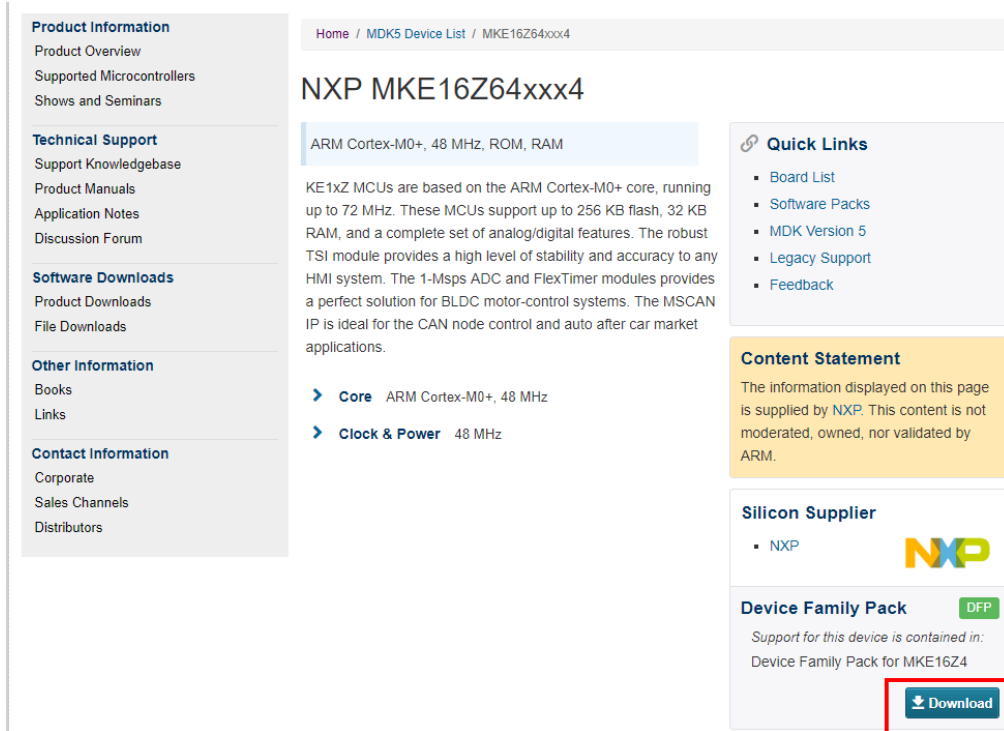 Product Information
Product Overview
Supported Microcontrollers
Shows and Seminars
Technical Support
Support Knowledgebase
Product Manuals
Application Notes
Discussion Forum
Software Downloads
Product Downloads
File Downloads
Other Information
Books
Links
Contact Information
Corporate
Sales Channels
Distributors
Home / MDK5 Device List / MKE16Z64xxx4
NXP MKE16Z64xxx4
ARM Cortex-M0+, 48 MHz, ROM, RAM
KE1xZ MCUs are based on the ARM Cortex-M0+ core, running
up to 72 MHz. These MCUs support up to 256 KB flash, 32 KB
RAM, and a complete set of analog/digital features. The robust
TSI module provides a high level of stability and accuracy to any
HMI system. The 1-Msps ADC and FlexTimer modules provides
a perfect solution for BLDC motor-control systems. The MSCAN
IP is ideal for the CAN node control and auto after car market
applications.
Core ARM Cortex-M0+, 48 MHz
Clock & Power 48 MHz
Quick Links
Board List
Software Packs
MDK Version 5
Legacy Support
Feedback
Content Statement
The information displayed on this page
is supplied by NXP. This content is not
moderated, owned, nor validated by
ARM.
Silicon Supplier
NXP
NXP
Device Family Pack DFP
Support for this device is contained in:
Device Family Pack for MKE16Z4
Download